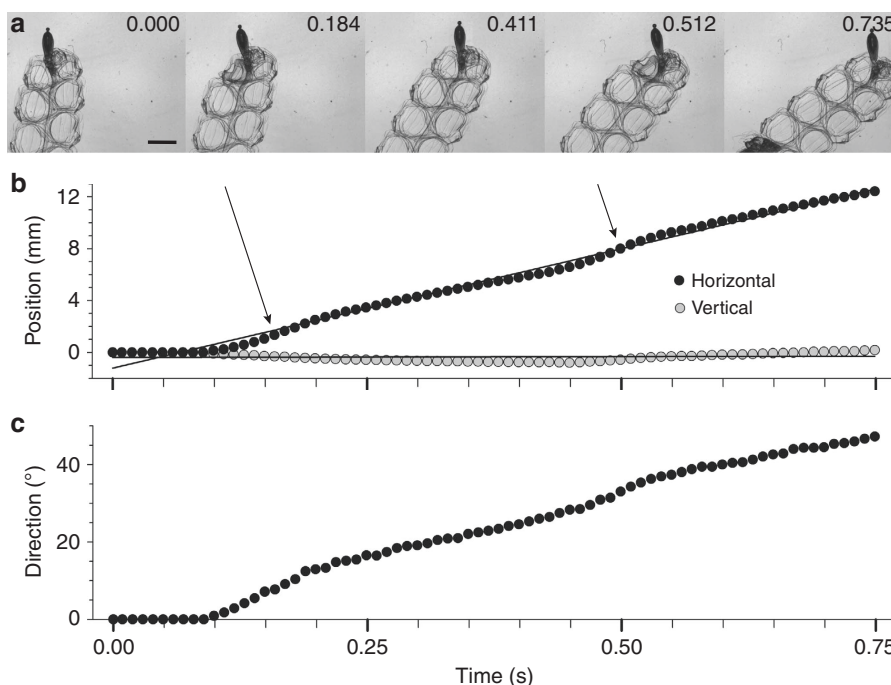 a 0.000 0.184 0.411 0.512 0.735
b
12
8
4
0
Position (mm)
Horizontal
Vertical
c
40
20
0
Direction (°)
0.00 0.25 0.50 0.75
Time (s)